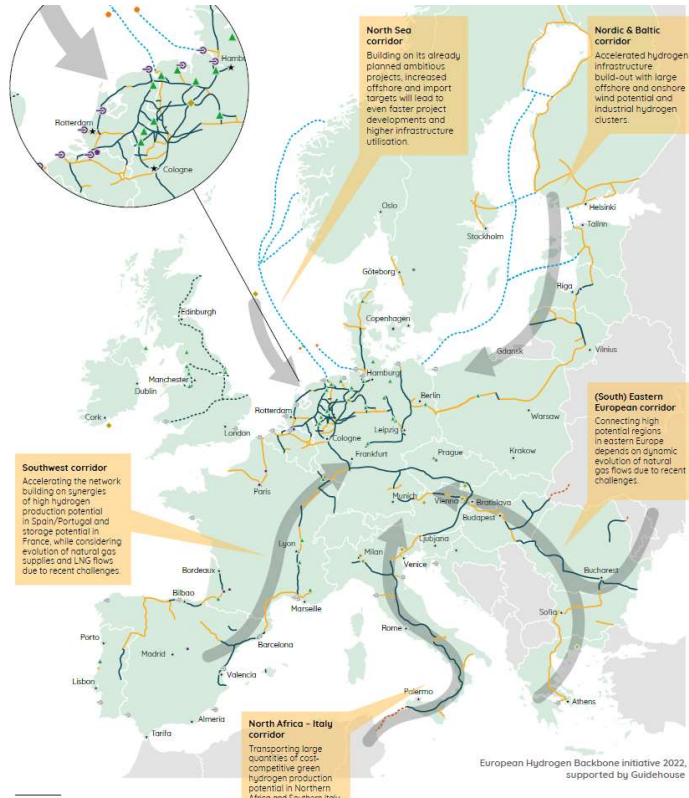 Hambu
Rotterdam
Cologne
North Sea
corridor
Building on its already
planned ambitious
projects, increased
offshore and import
targets will lead to
even faster project
developments and
higher infrastructure
utilisation.
Nordic & Baltic
corridor
Accelerated hydrogen
infrastructure
build-out with large
offshore and onshore
wind potential and
industrial hydrogen
clusters.
Oslo
Helsinki
Stockholm
Tallinn
Göteborg
Riga
Copenhagen
Edinburgh
Vilnius
Gdansk
Hamburg
Manchester
Dublin
Berlin
Rotterdam
Warsaw
Cork
London
Leipzig
Cologne
(South) Eastern
European corridor
Connecting high
potential regions
in eastern Europe
depends on dynamic
evolution of natural
gas flows due to recent
challenges.
Frankfurt
Prague
Krakow
Southwest corridor
Accelerating the network
building on synergies
of high hydrogen
production potential
in Spain/Portugal and
storage potential in
France, while considering
evolution of natural gas
supplies and LNG flows
due to recent challenges.
Paris
Munich
Vienna
Bratislava
Budapest
Lyon
Ljubjana
Milan
Venice
Bordeaux
Bucharest
Bilbao
Marseille
Sofia
Porto
Barcelona
Rome
Madrid
Lisbon
Valencia
Palermo
Athens
Almeria
Tarifa
North Africa – Italy
corridor
Transporting large
quantities of cost-
competitive green
hydrogen production
potential in Northern
Africa and Southern Italy
European Hydrogen Backbone initiative 2022,
supported by Guidehouse